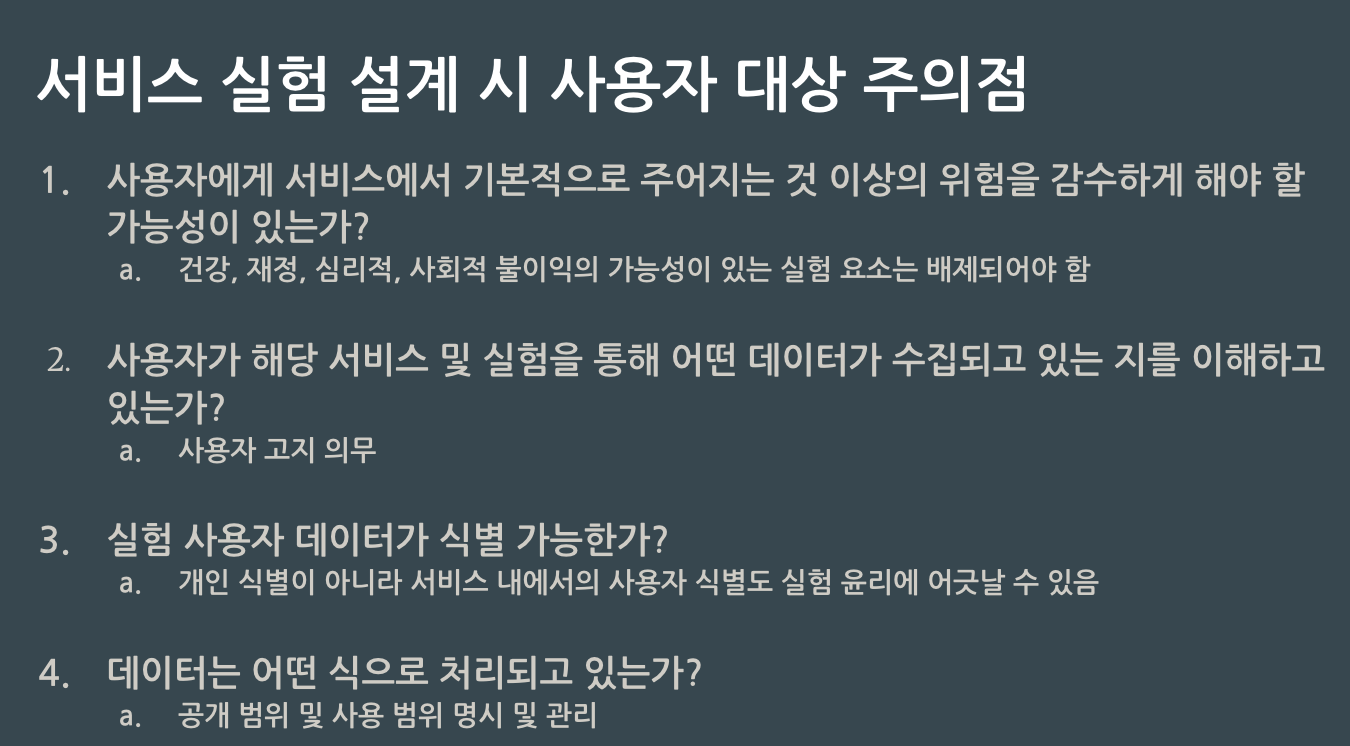 서비스 실험 설계 시 사용자 대상 주의점
1. 사용자에게 서비스에서 기본적으로 주어지는 것 이상의 위험을 감수하게 해야 할
가능성이 있는가?
a. 건강, 재정, 심리적, 사회적 불이익의 가능성이 있는 실험 요소는 배제되어야 함
2. 사용자가 해당 서비스 및 실험을 통해 어떤 데이터가 수집되고 있는 지를 이해하고
있는가?
a. 사용자 고지 의무
3. 실험 사용자 데이터가 식별 가능한가?
a. 개인 식별이 아니라 서비스 내에서의 사용자 식별도 실험 윤리에 어긋날 수 있음
4. 데이터는 어떤 식으로 처리되고 있는가?
a. 공개 범위 및 사용 범위 명시 및 관리